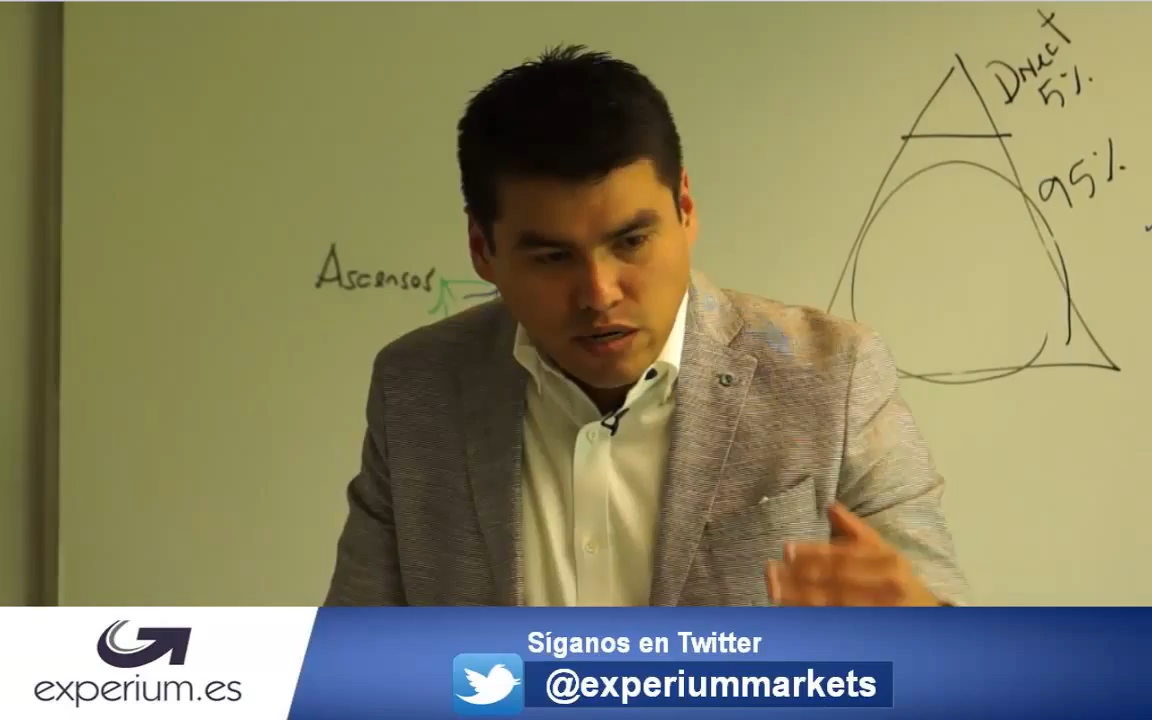 Direct
5%
95%
Ascensos
experium.es
Síganos en Twitter
@experiummarkets